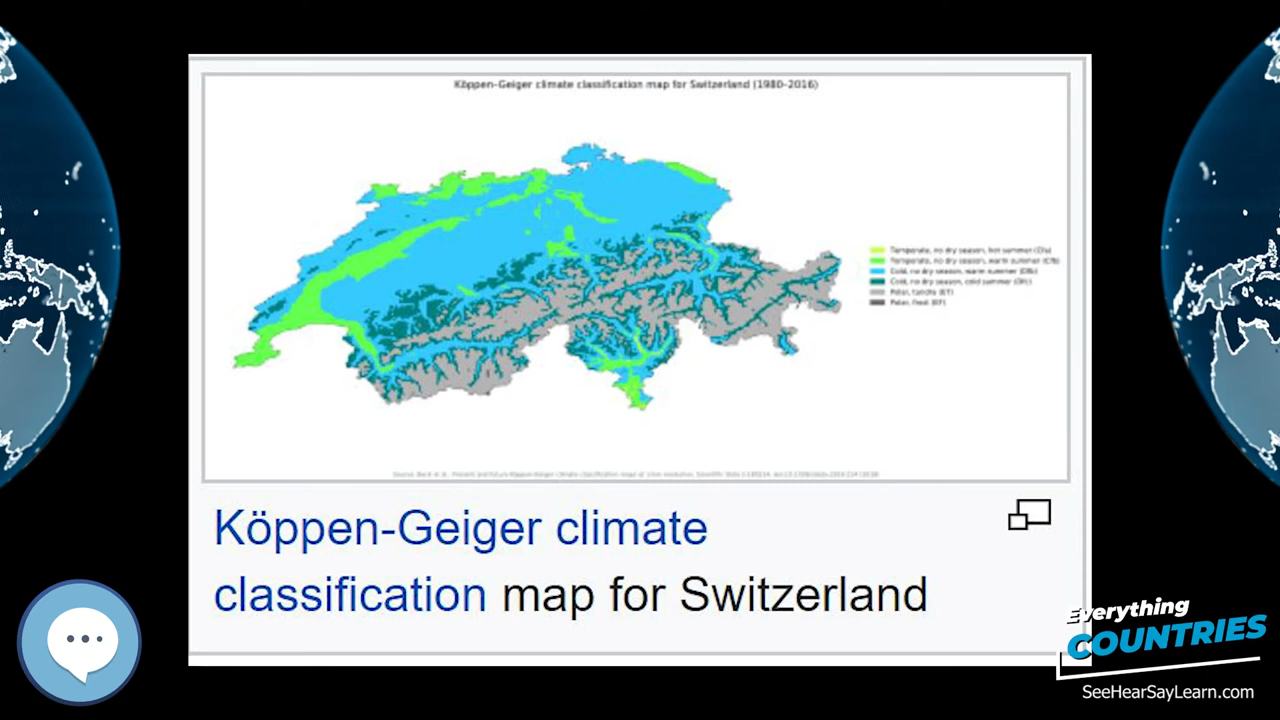 Köppen-Geiger climate classification map for Switzerland (1980-2016)
Temperate, no dry season, hot summer (Cfa)
Temperate, no dry season, warm summer (Cfb)
Cold, no dry season, warm summer (Dfb)
Cold, no dry season, cold summer (Dfc)
Polar, tundra (ET)
Polar, frost (EF)
Köppen-Geiger climate
classification map for Switzerland
Everything
COUNTRIES
SeeHearSayLearn.com